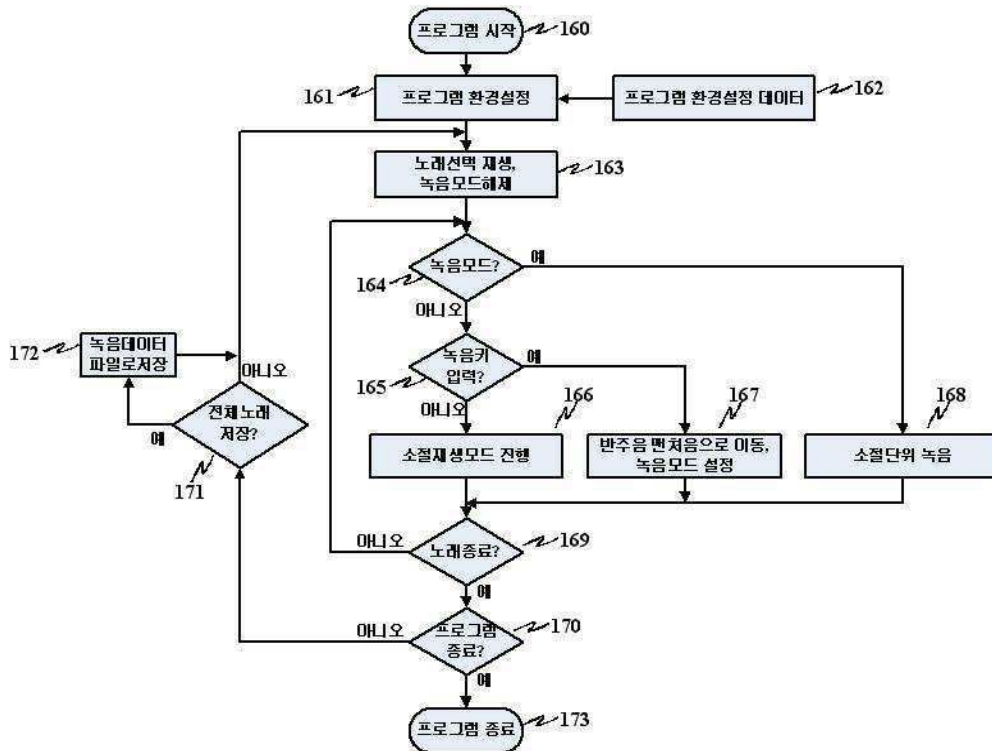 프로그램 시작
160
161
프로그램 환경설정
프로그램 환경설정 데이터
162
노래선택 재생,
녹음모드해제
163
녹음모드?
예
164
아니오
172
녹음데이터
파일로저장
아니오
녹음키
입력?
예
165
아니오
전체노래
저장?
예
171
166
167
168
소절재생모드 진행
반주음 맨처음으로 이동,
녹음모드 설정
소절단위 녹음
아니오
노래종료?
169
예
아니오
프로그램
종료?
170
예
프로그램 종료
173